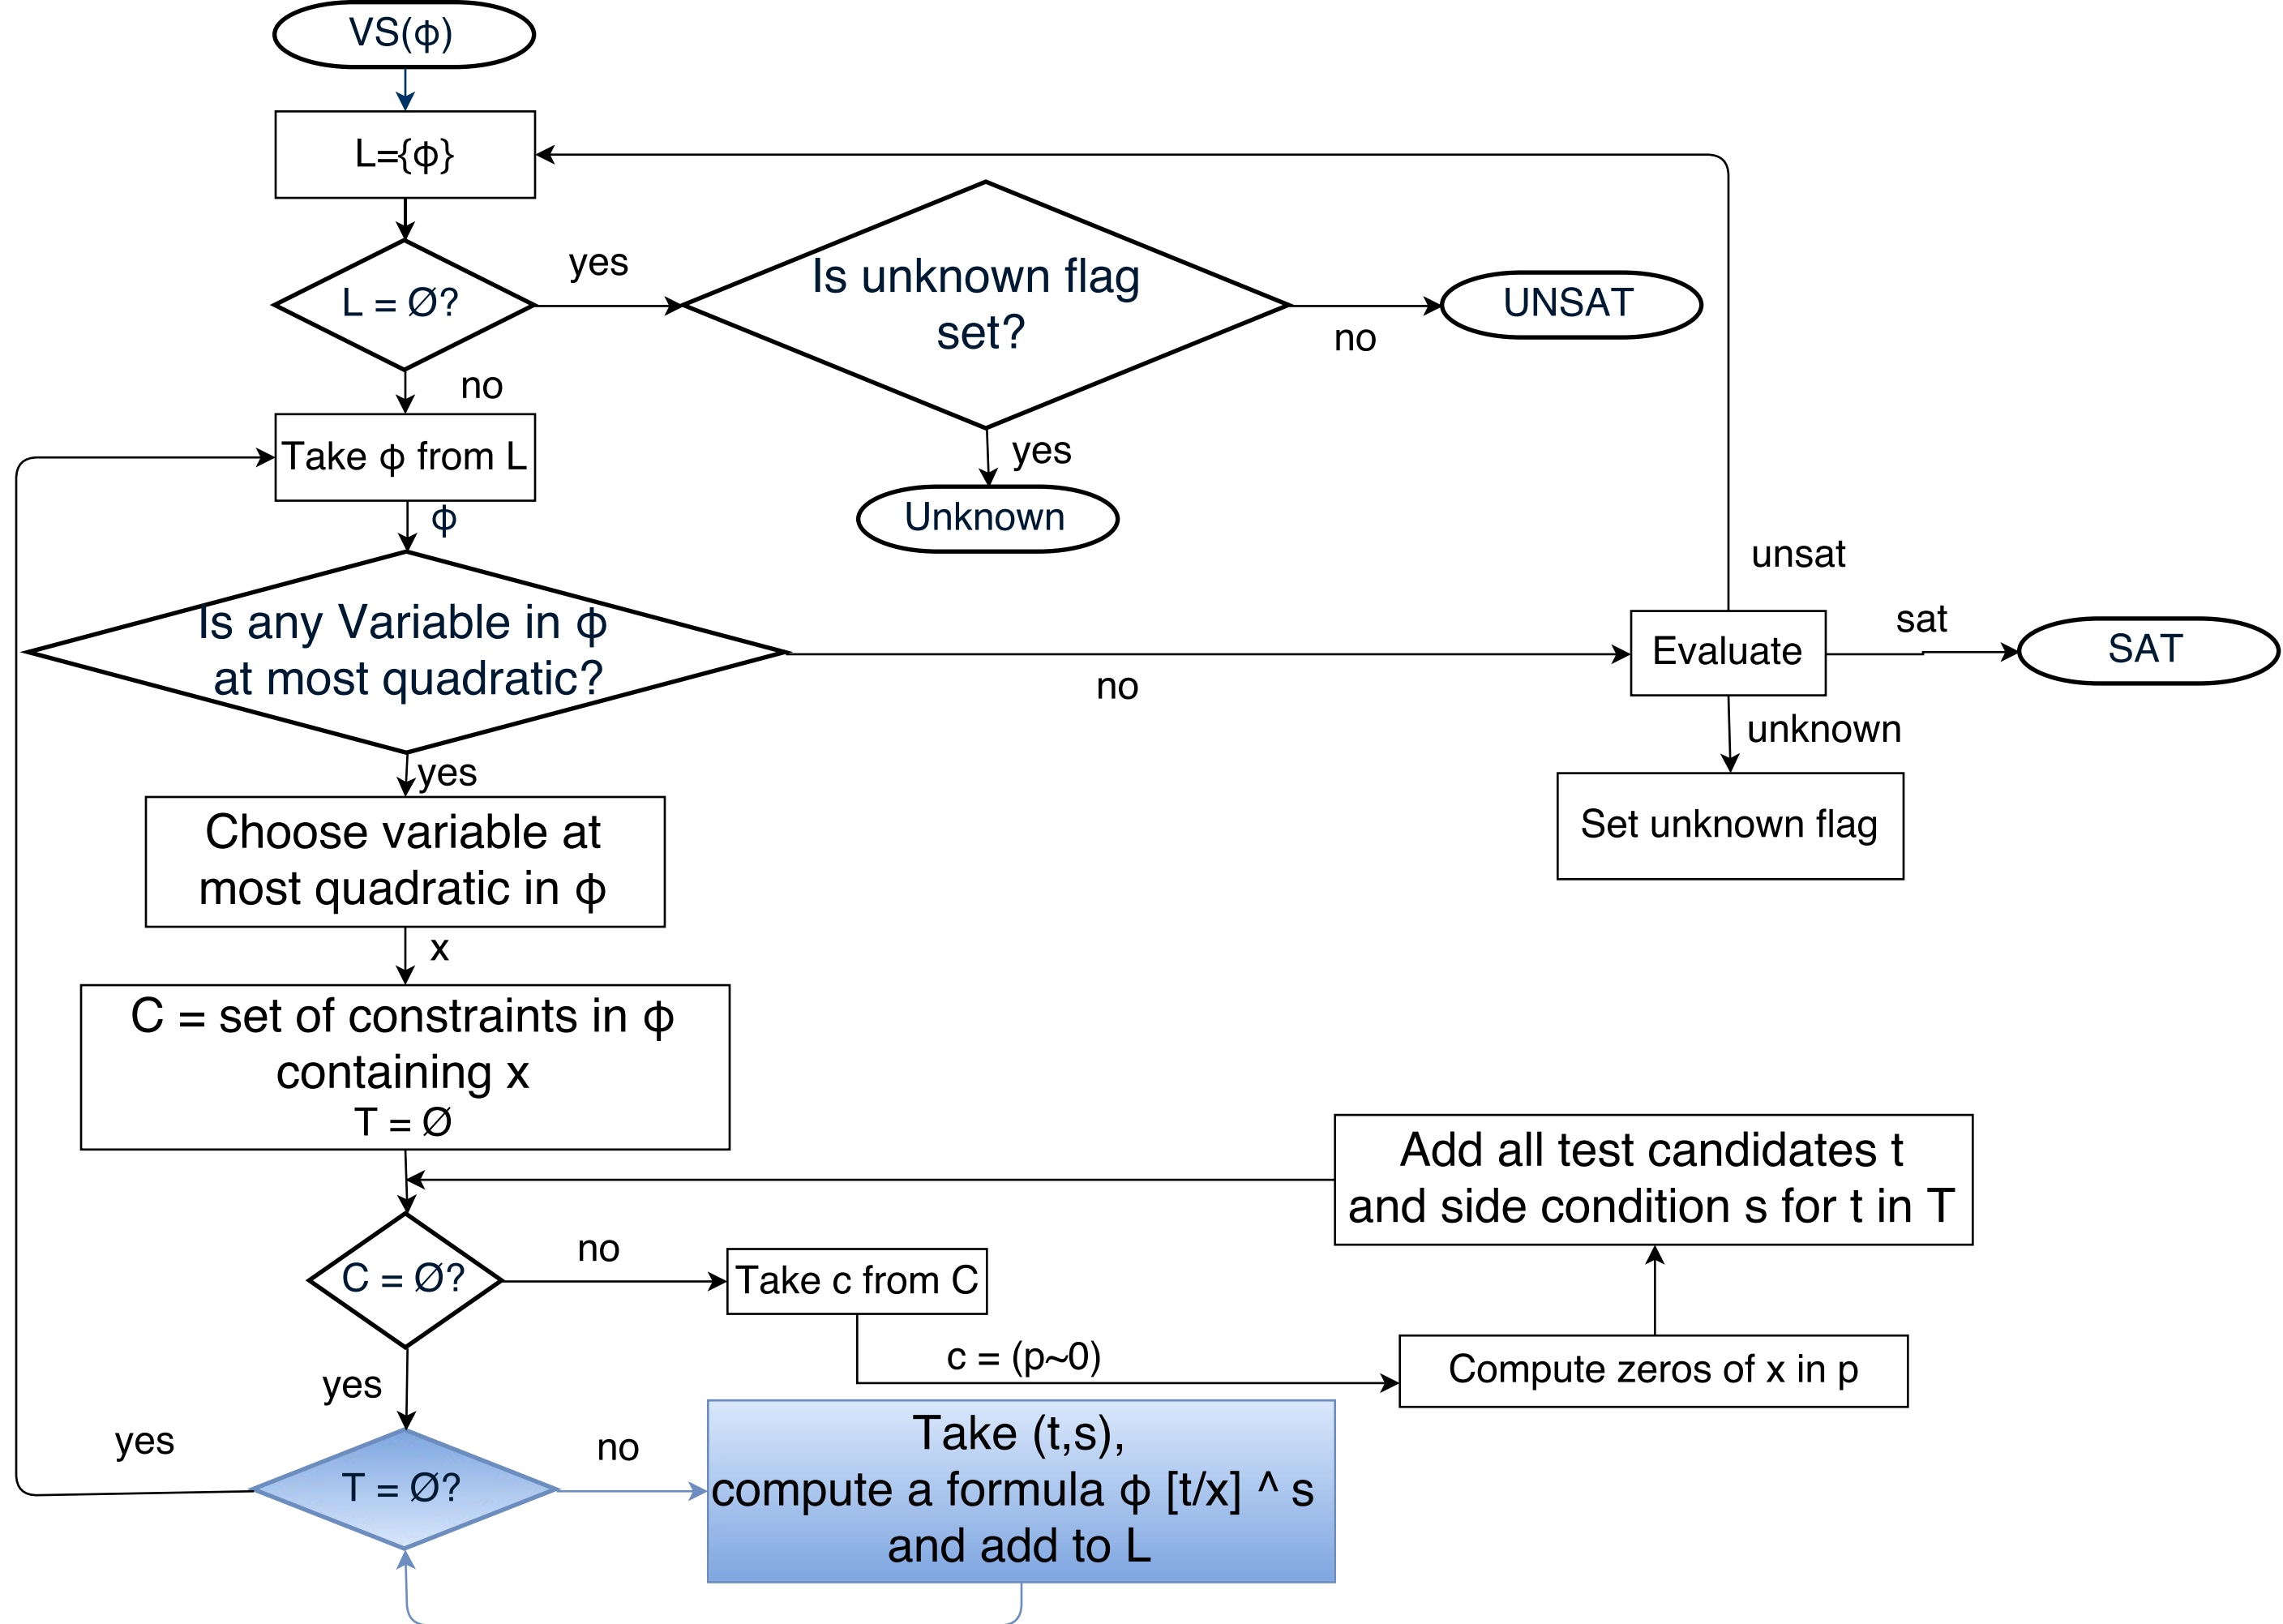 VS(ϕ)
L={ϕ}
L = Ø?
yes
Is unknown flag
set?
no
UNSAT
no
yes
Unknown
Take ϕ from L
ϕ
Is any Variable in ϕ
at most quadratic?
no
unsat
Evaluate
sat
SAT
unknown
Set unknown flag
yes
Choose variable at
most quadratic in ϕ
x
C = set of constraints in ϕ
containing x
T = Ø
Add all test candidates t
and side condition s for t in T
C = Ø?
no
Take c from C
c = (p~0)
Compute zeros of x in p
yes
yes
T = Ø?
no
Take (t,s),
compute a formula ϕ [t/x] ^ s
and add to L